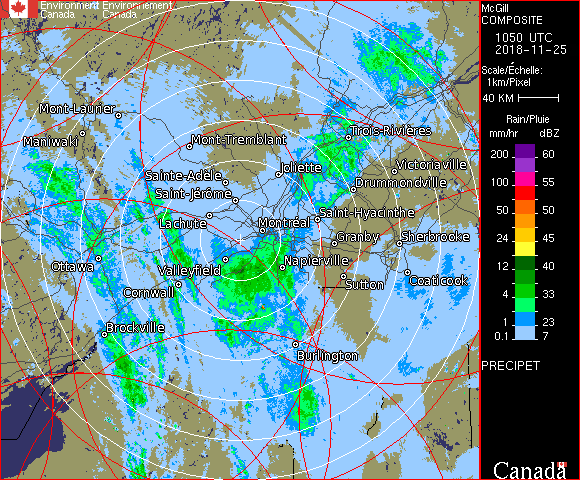 Environment Environnement
Canada Canada
McGill
COMPOSITE
1050 UTC
2018-11-25
Scale/Échelle:
1km/Pixel
40 KM
Rain/Pluie
mm/hr dBZ
200 60
100 55
50 50
24 45
12 40
4 33
1 23
0.1 7
PRECIPET
Canada
Mont-Laurier
Maniwaki
Mont-Tremblant
Trois-Rivières
Sainte-Adèle
Joliette
Victoriaville
Saint-Jérôme
Drummondville
Lachute
Montréal
Saint-Hyacinthe
Granby
Sherbrooke
Ottawa
Valleyfield
Napierville
Cornwall
Sutton
Coaticook
Brockville
Burlington